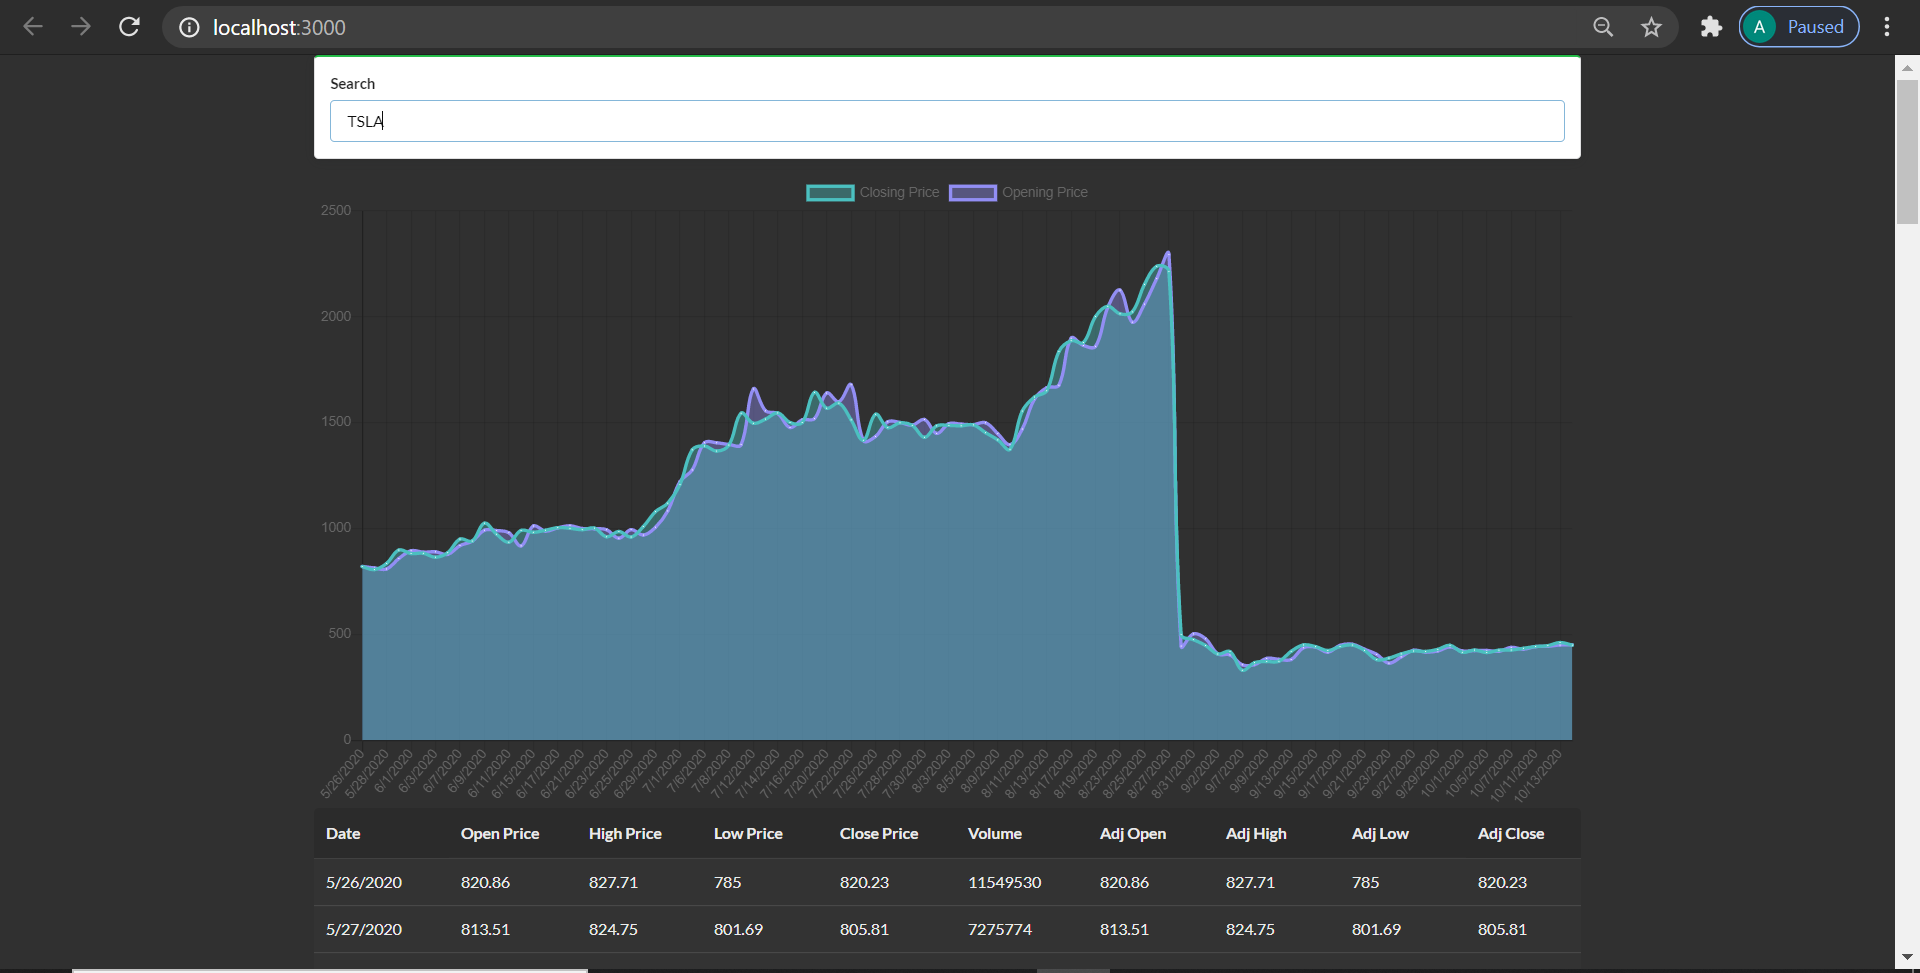 localhost:3000
A Paused
Search
TSLA
Closing Price Opening Price
2500
2000
1500
1000
500
0
5/26/2020 5/28/2020 6/1/2020 6/3/2020 6/7/2020 6/9/2020 6/11/2020 6/15/2020 6/17/2020 6/21/2020 6/23/2020 6/25/2020 6/29/2020 7/1/2020 7/6/2020 7/8/2020 7/12/2020 7/14/2020 7/16/2020 7/20/2020 7/22/2020 7/26/2020 7/28/2020 7/30/2020 8/3/2020 8/5/2020 8/9/2020 8/11/2020 8/13/2020 8/17/2020 8/19/2020 8/23/2020 8/25/2020 8/27/2020 8/31/2020 9/2/2020 9/7/2020 9/9/2020 9/13/2020 9/15/2020 9/17/2020 9/21/2020 9/23/2020 9/27/2020 9/29/2020 10/1/2020 10/5/2020 10/7/2020 10/11/2020 10/13/2020
Date Open Price High Price Low Price Close Price Volume Adj Open Adj High Adj Low Adj Close
5/26/2020 820.86 827.71 785 820.23 11549530 820.86 827.71 785 820.23
5/27/2020 813.51 824.75 801.69 805.81 7275774 813.51 824.75 801.69 805.81